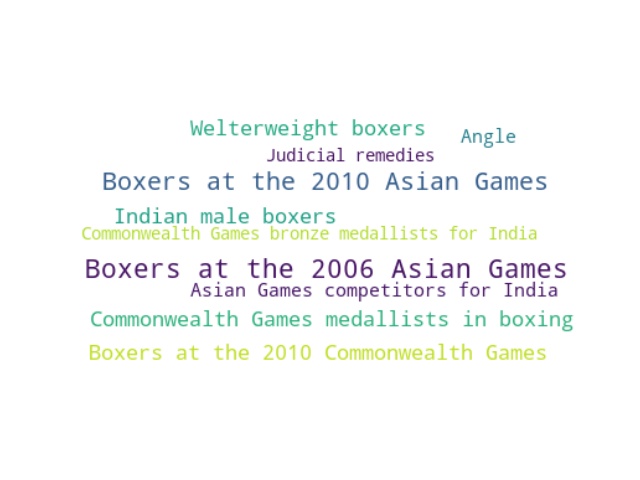 Welterweight boxers
Angle
Judicial remedies
Boxers at the 2010 Asian Games
Indian male boxers
Commonwealth Games bronze medallists for India
Boxers at the 2006 Asian Games
Asian Games competitors for India
Commonwealth Games medallists in boxing
Boxers at the 2010 Commonwealth Games